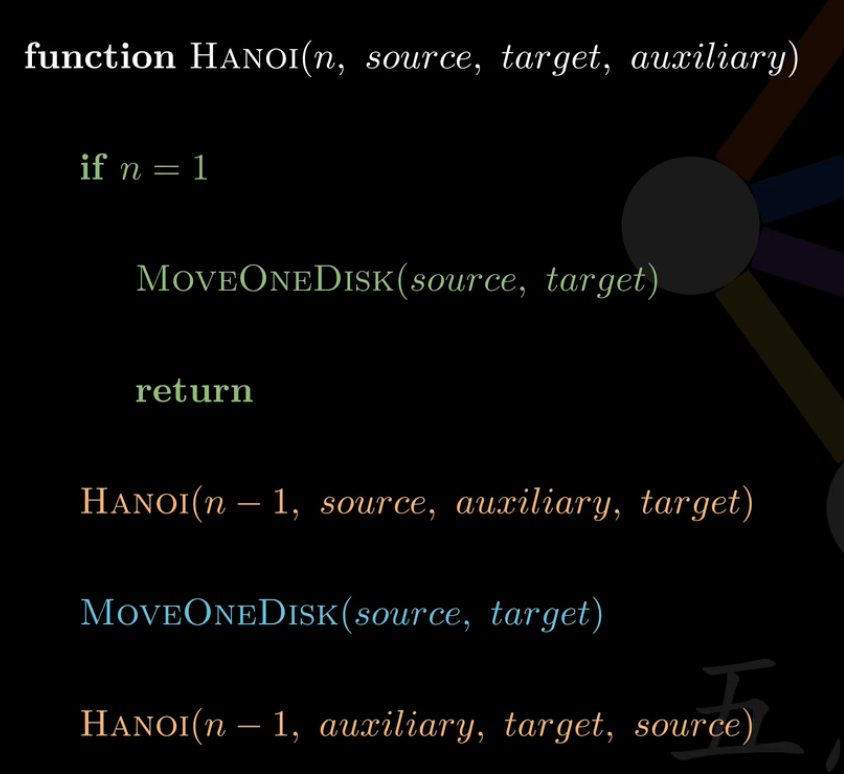 function Hanoi(n, source, target, auxiliary)
if n = 1
MoveOneDisk(source, target)
return
Hanoi(n − 1, source, auxiliary, target)
MoveOneDisk(source, target)
Hanoi(n − 1, auxiliary, target, source)
五